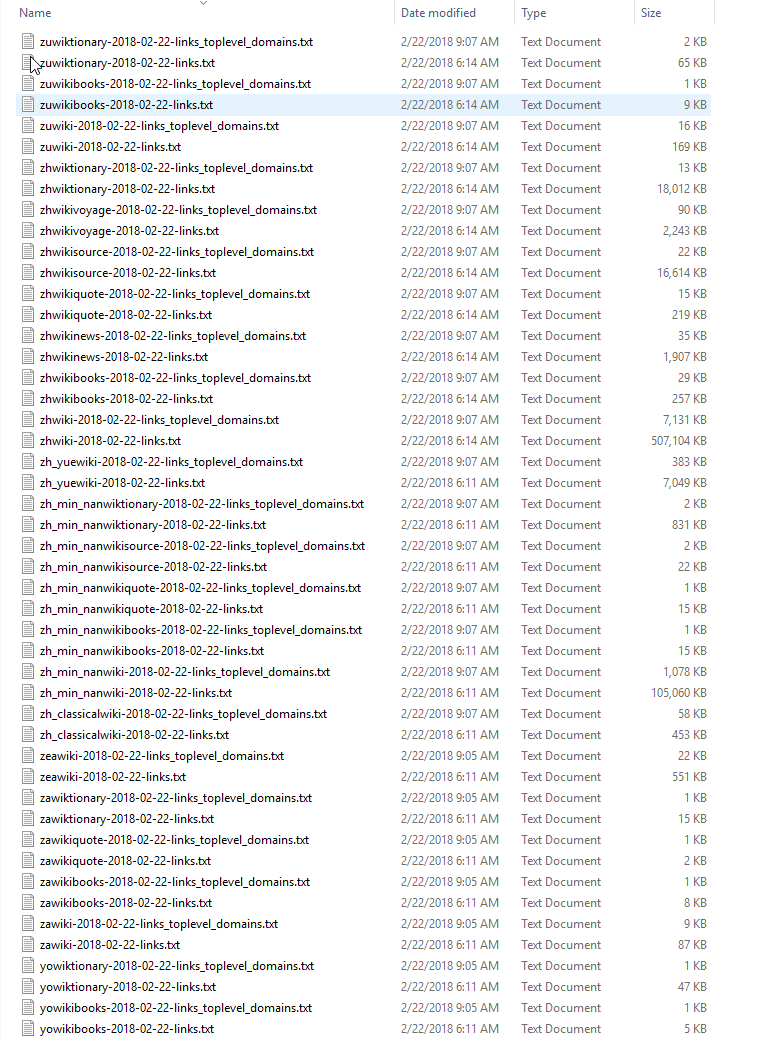 Name Date modified Type Size
zuwiktionary-2018-02-22-links_toplevel_domains.txt 2/22/2018 9:07 AM Text Document 2 KB
zuwiktionary-2018-02-22-links.txt 2/22/2018 6:14 AM Text Document 65 KB
zuwikibooks-2018-02-22-links_toplevel_domains.txt 2/22/2018 9:07 AM Text Document 1 KB
zuwikibooks-2018-02-22-links.txt 2/22/2018 6:14 AM Text Document 9 KB
zuwiki-2018-02-22-links_toplevel_domains.txt 2/22/2018 9:07 AM Text Document 16 KB
zuwiki-2018-02-22-links.txt 2/22/2018 6:14 AM Text Document 169 KB
zhwiktionary-2018-02-22-links_toplevel_domains.txt 2/22/2018 9:07 AM Text Document 13 KB
zhwiktionary-2018-02-22-links.txt 2/22/2018 6:14 AM Text Document 18,012 KB
zhwikivoyage-2018-02-22-links_toplevel_domains.txt 2/22/2018 9:07 AM Text Document 90 KB
zhwikivoyage-2018-02-22-links.txt 2/22/2018 6:14 AM Text Document 2,243 KB
zhwikisource-2018-02-22-links_toplevel_domains.txt 2/22/2018 9:07 AM Text Document 22 KB
zhwikisource-2018-02-22-links.txt 2/22/2018 6:14 AM Text Document 16,614 KB
zhwikiquote-2018-02-22-links_toplevel_domains.txt 2/22/2018 9:07 AM Text Document 15 KB
zhwikiquote-2018-02-22-links.txt 2/22/2018 6:14 AM Text Document 219 KB
zhwikinews-2018-02-22-links_toplevel_domains.txt 2/22/2018 9:07 AM Text Document 35 KB
zhwikinews-2018-02-22-links.txt 2/22/2018 6:14 AM Text Document 1,907 KB
zhwikibooks-2018-02-22-links_toplevel_domains.txt 2/22/2018 9:07 AM Text Document 29 KB
zhwikibooks-2018-02-22-links.txt 2/22/2018 6:14 AM Text Document 257 KB
zhwiki-2018-02-22-links_toplevel_domains.txt 2/22/2018 9:07 AM Text Document 7,131 KB
zhwiki-2018-02-22-links.txt 2/22/2018 6:14 AM Text Document 507,104 KB
zh_yuewiki-2018-02-22-links_toplevel_domains.txt 2/22/2018 9:07 AM Text Document 383 KB
zh_yuewiki-2018-02-22-links.txt 2/22/2018 6:11 AM Text Document 7,049 KB
zh_min_nanwiktionary-2018-02-22-links_toplevel_domains.txt 2/22/2018 9:07 AM Text Document 2 KB
zh_min_nanwiktionary-2018-02-22-links.txt 2/22/2018 6:11 AM Text Document 831 KB
zh_min_nanwikisource-2018-02-22-links_toplevel_domains.txt 2/22/2018 9:07 AM Text Document 2 KB
zh_min_nanwikisource-2018-02-22-links.txt 2/22/2018 6:11 AM Text Document 22 KB
zh_min_nanwikiquote-2018-02-22-links_toplevel_domains.txt 2/22/2018 9:07 AM Text Document 1 KB
zh_min_nanwikiquote-2018-02-22-links.txt 2/22/2018 6:11 AM Text Document 15 KB
zh_min_nanwikibooks-2018-02-22-links_toplevel_domains.txt 2/22/2018 9:07 AM Text Document 1 KB
zh_min_nanwikibooks-2018-02-22-links.txt 2/22/2018 6:11 AM Text Document 15 KB
zh_min_nanwiki-2018-02-22-links_toplevel_domains.txt 2/22/2018 9:07 AM Text Document 1,078 KB
zh_min_nanwiki-2018-02-22-links.txt 2/22/2018 6:11 AM Text Document 105,060 KB
zh_classicalwiki-2018-02-22-links_toplevel_domains.txt 2/22/2018 9:07 AM Text Document 58 KB
zh_classicalwiki-2018-02-22-links.txt 2/22/2018 6:11 AM Text Document 453 KB
zeawiki-2018-02-22-links_toplevel_domains.txt 2/22/2018 9:05 AM Text Document 22 KB
zeawiki-2018-02-22-links.txt 2/22/2018 6:11 AM Text Document 551 KB
zawiktionary-2018-02-22-links_toplevel_domains.txt 2/22/2018 9:05 AM Text Document 1 KB
zawiktionary-2018-02-22-links.txt 2/22/2018 6:11 AM Text Document 15 KB
zawikiquote-2018-02-22-links_toplevel_domains.txt 2/22/2018 9:05 AM Text Document 1 KB
zawikiquote-2018-02-22-links.txt 2/22/2018 6:11 AM Text Document 2 KB
zawikibooks-2018-02-22-links_toplevel_domains.txt 2/22/2018 9:05 AM Text Document 1 KB
zawikibooks-2018-02-22-links.txt 2/22/2018 6:11 AM Text Document 8 KB
zawiki-2018-02-22-links_toplevel_domains.txt 2/22/2018 9:05 AM Text Document 9 KB
zawiki-2018-02-22-links.txt 2/22/2018 6:11 AM Text Document 87 KB
yowiktionary-2018-02-22-links_toplevel_domains.txt 2/22/2018 9:05 AM Text Document 1 KB
yowiktionary-2018-02-22-links.txt 2/22/2018 6:11 AM Text Document 47 KB
yowikibooks-2018-02-22-links_toplevel_domains.txt 2/22/2018 9:05 AM Text Document 1 KB
yowikibooks-2018-02-22-links.txt 2/22/2018 6:11 AM Text Document 5 KB